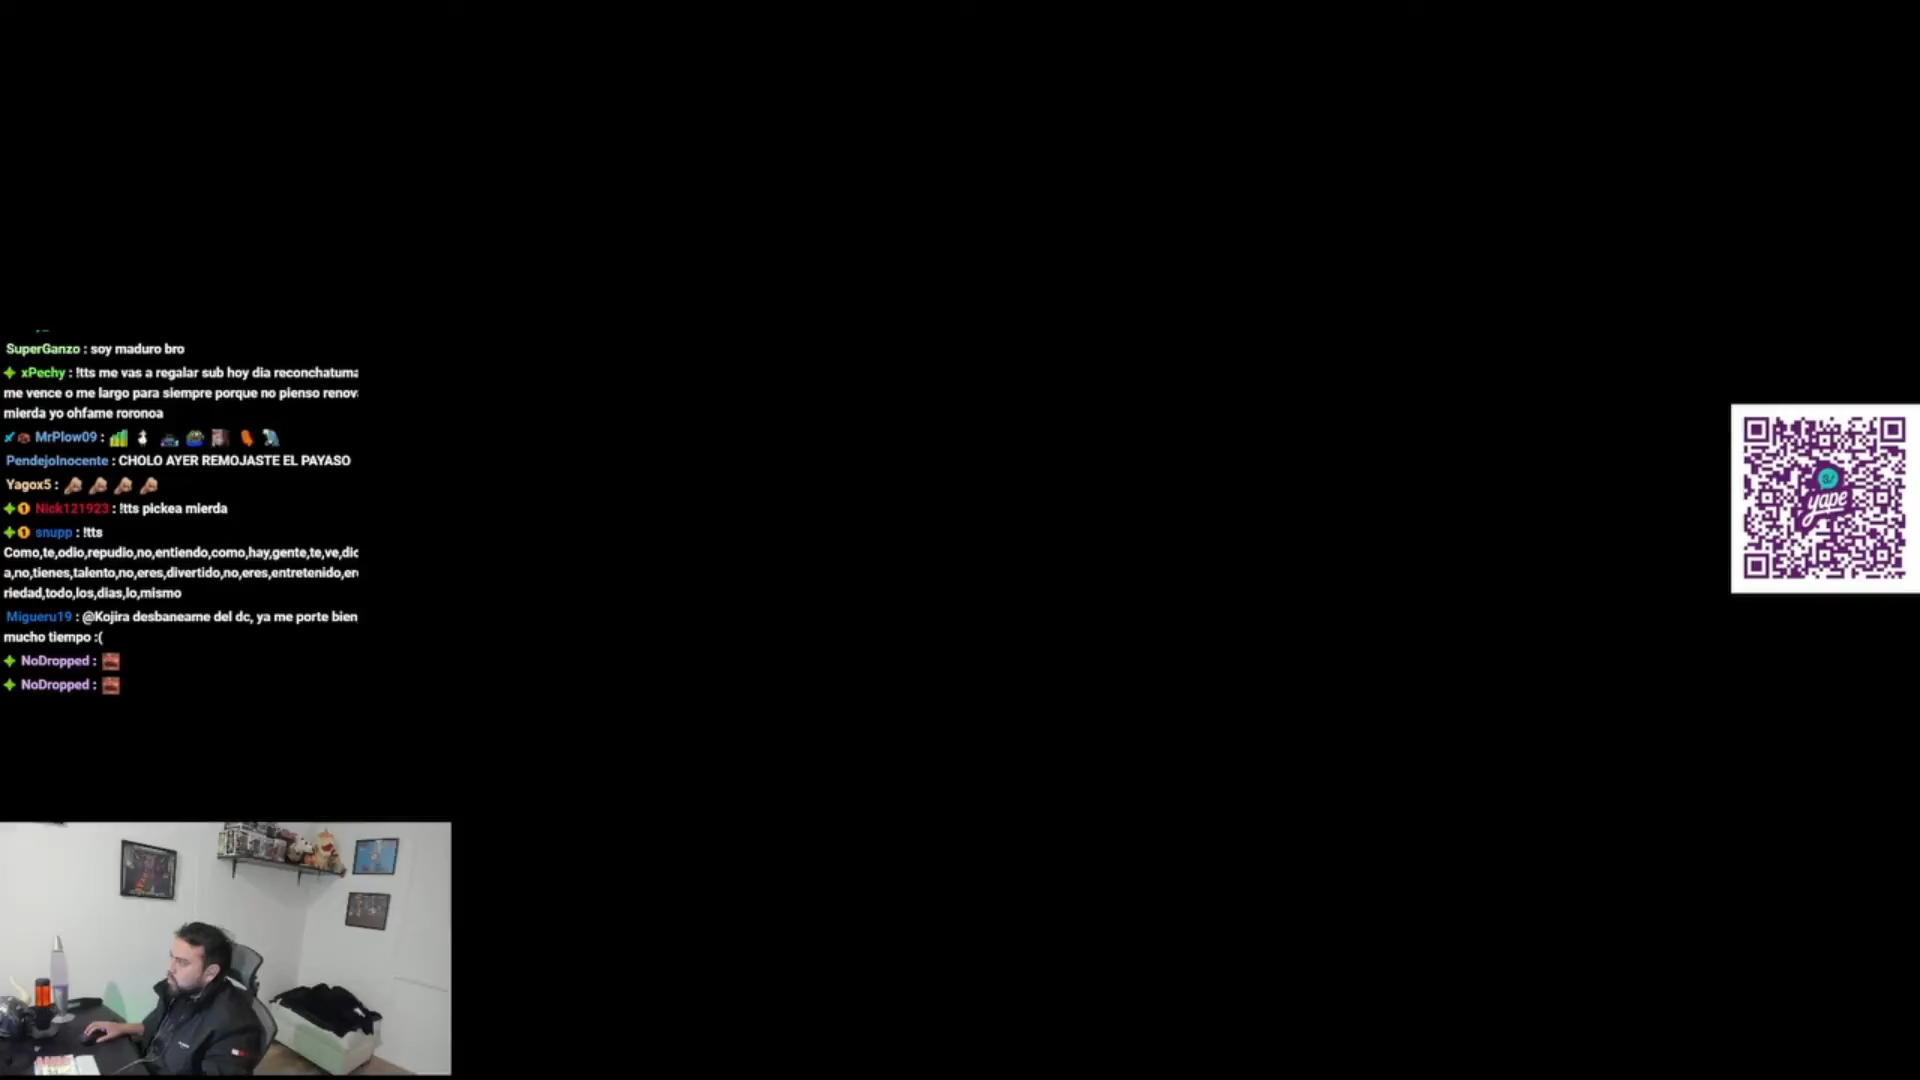 SuperGanzo : soy maduro bro
xPechy : !tts me vas a regalar sub hoy dia reconchatuma
me vence o me largo para siempre porque no pienso renov
mierda yo ohfame roronoa
MrPlow09 :
PendejoInocente : CHOLO AYER REMOJASTE EL PAYASO
Yagox5 :
Nick121923 : !tts pickea mierda
snupp : !tts
Como,te,odio,repudio,no,entiendo,como,hay,gente,te,ve,dic
a,no,tienes,talento,no,eres,divertido,no,eres,entretenido,er
riedad,todo,los,dias,lo,mismo
Migueru19 : @Kojira desbaneame del dc, ya me porte bien
mucho tiempo :(
NoDropped :
NoDropped :
S/
yape